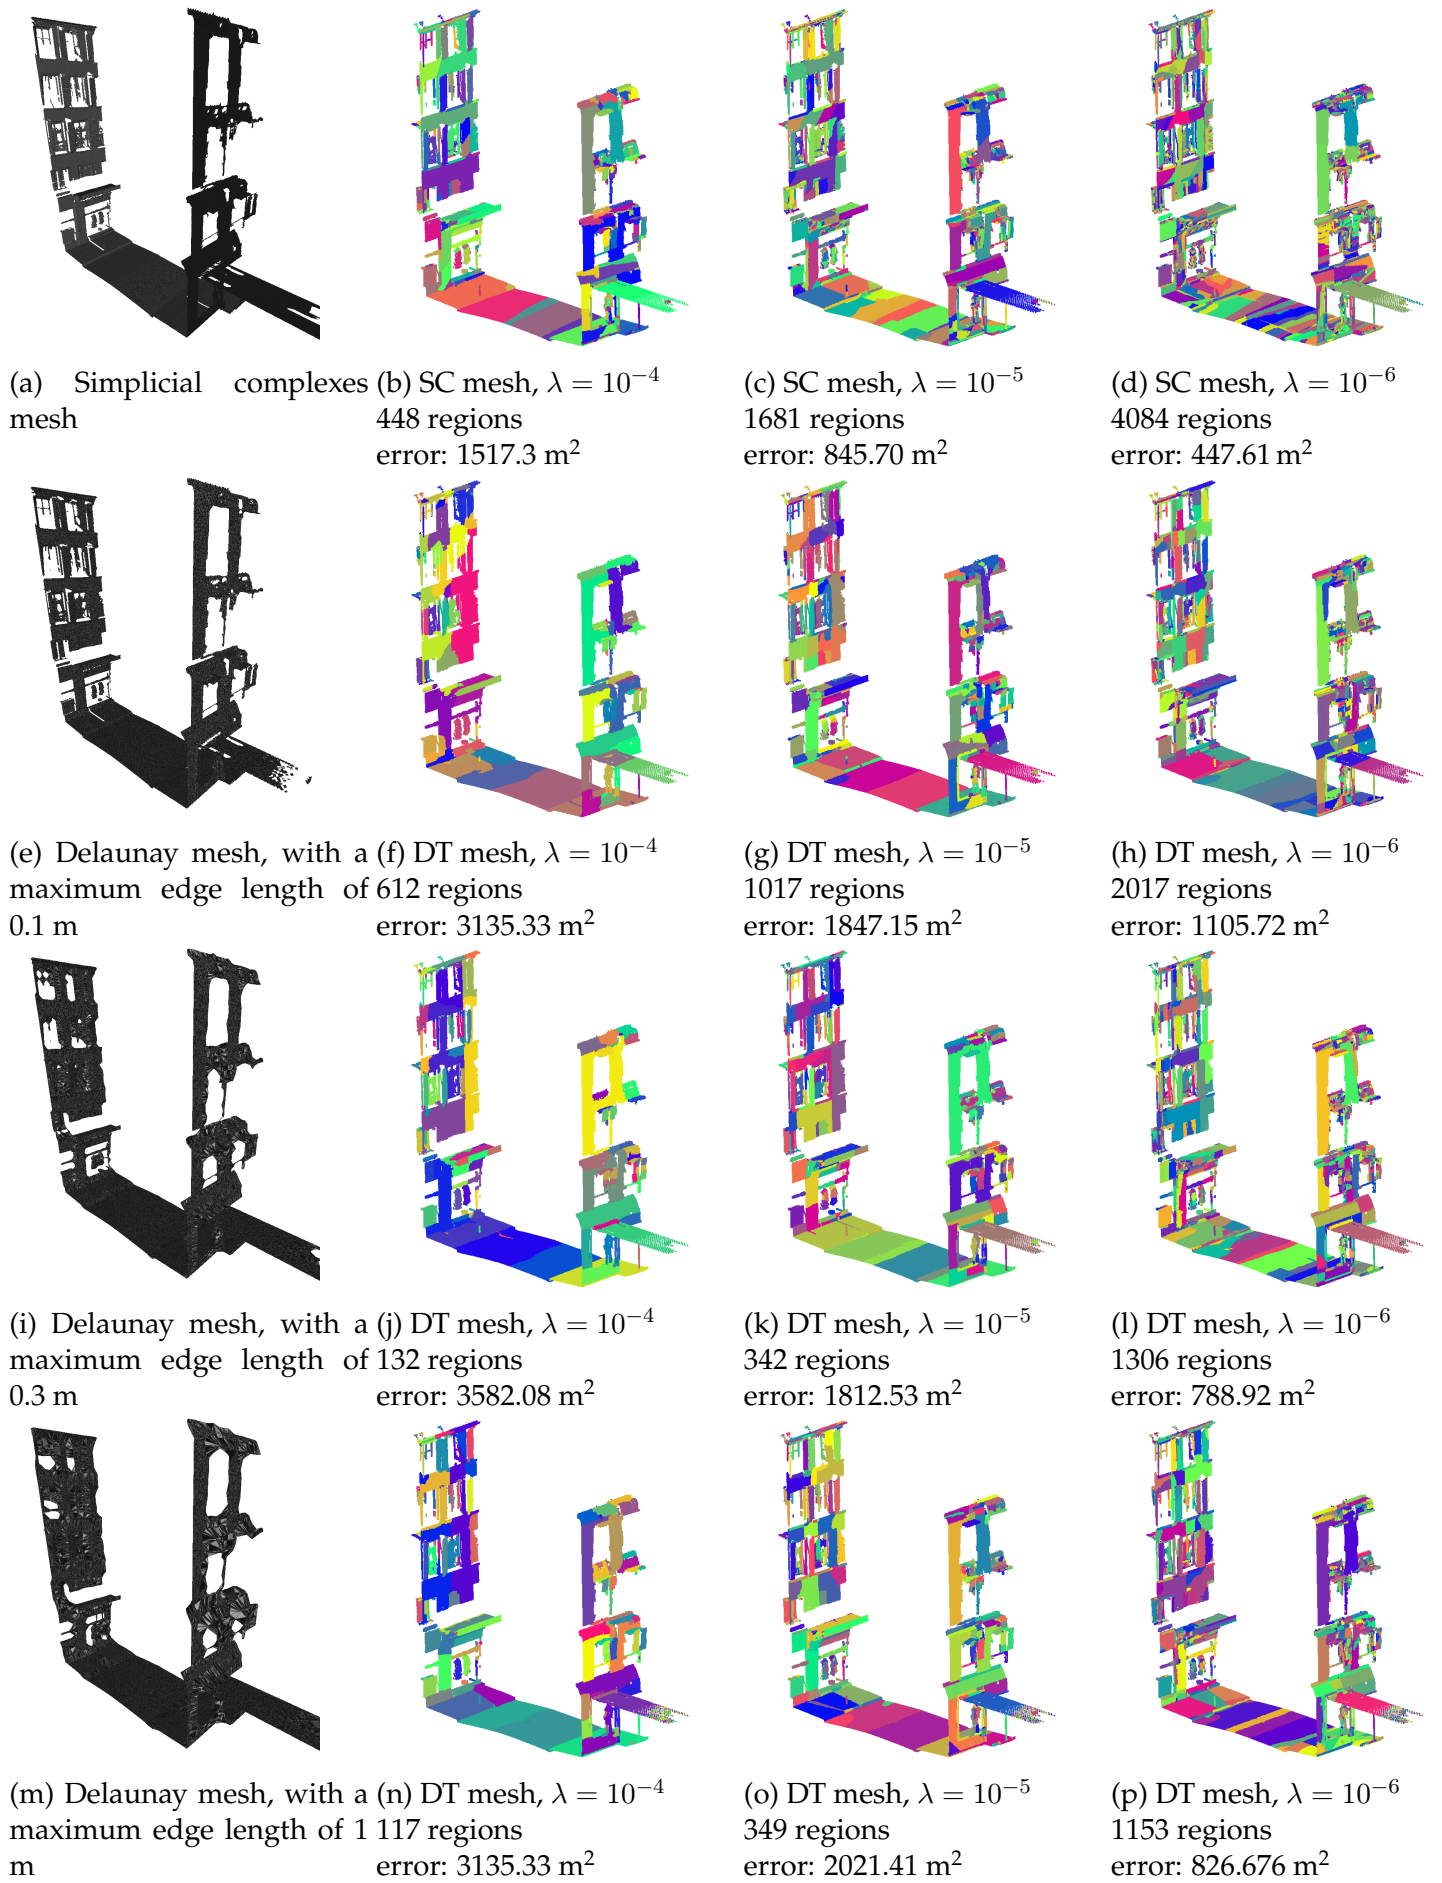 (a) Simplicial complexes mesh
(b) SC mesh, λ = 10⁻⁴
448 regions
error: 1517.3 m²
(c) SC mesh, λ = 10⁻⁵
1681 regions
error: 845.70 m²
(d) SC mesh, λ = 10⁻⁶
4084 regions
error: 447.61 m²
(e) Delaunay mesh, with a
maximum edge length of
0.1 m
(f) DT mesh, λ = 10⁻⁴
612 regions
error: 3135.33 m²
(g) DT mesh, λ = 10⁻⁵
1017 regions
error: 1847.15 m²
(h) DT mesh, λ = 10⁻⁶
2017 regions
error: 1105.72 m²
(i) Delaunay mesh, with a
maximum edge length of
0.3 m
(j) DT mesh, λ = 10⁻⁴
132 regions
error: 3582.08 m²
(k) DT mesh, λ = 10⁻⁵
342 regions
error: 1812.53 m²
(l) DT mesh, λ = 10⁻⁶
1306 regions
error: 788.92 m²
(m) Delaunay mesh, with a
maximum edge length of 1
m
(n) DT mesh, λ = 10⁻⁴
117 regions
error: 3135.33 m²
(o) DT mesh, λ = 10⁻⁵
349 regions
error: 2021.41 m²
(p) DT mesh, λ = 10⁻⁶
1153 regions
error: 826.676 m²